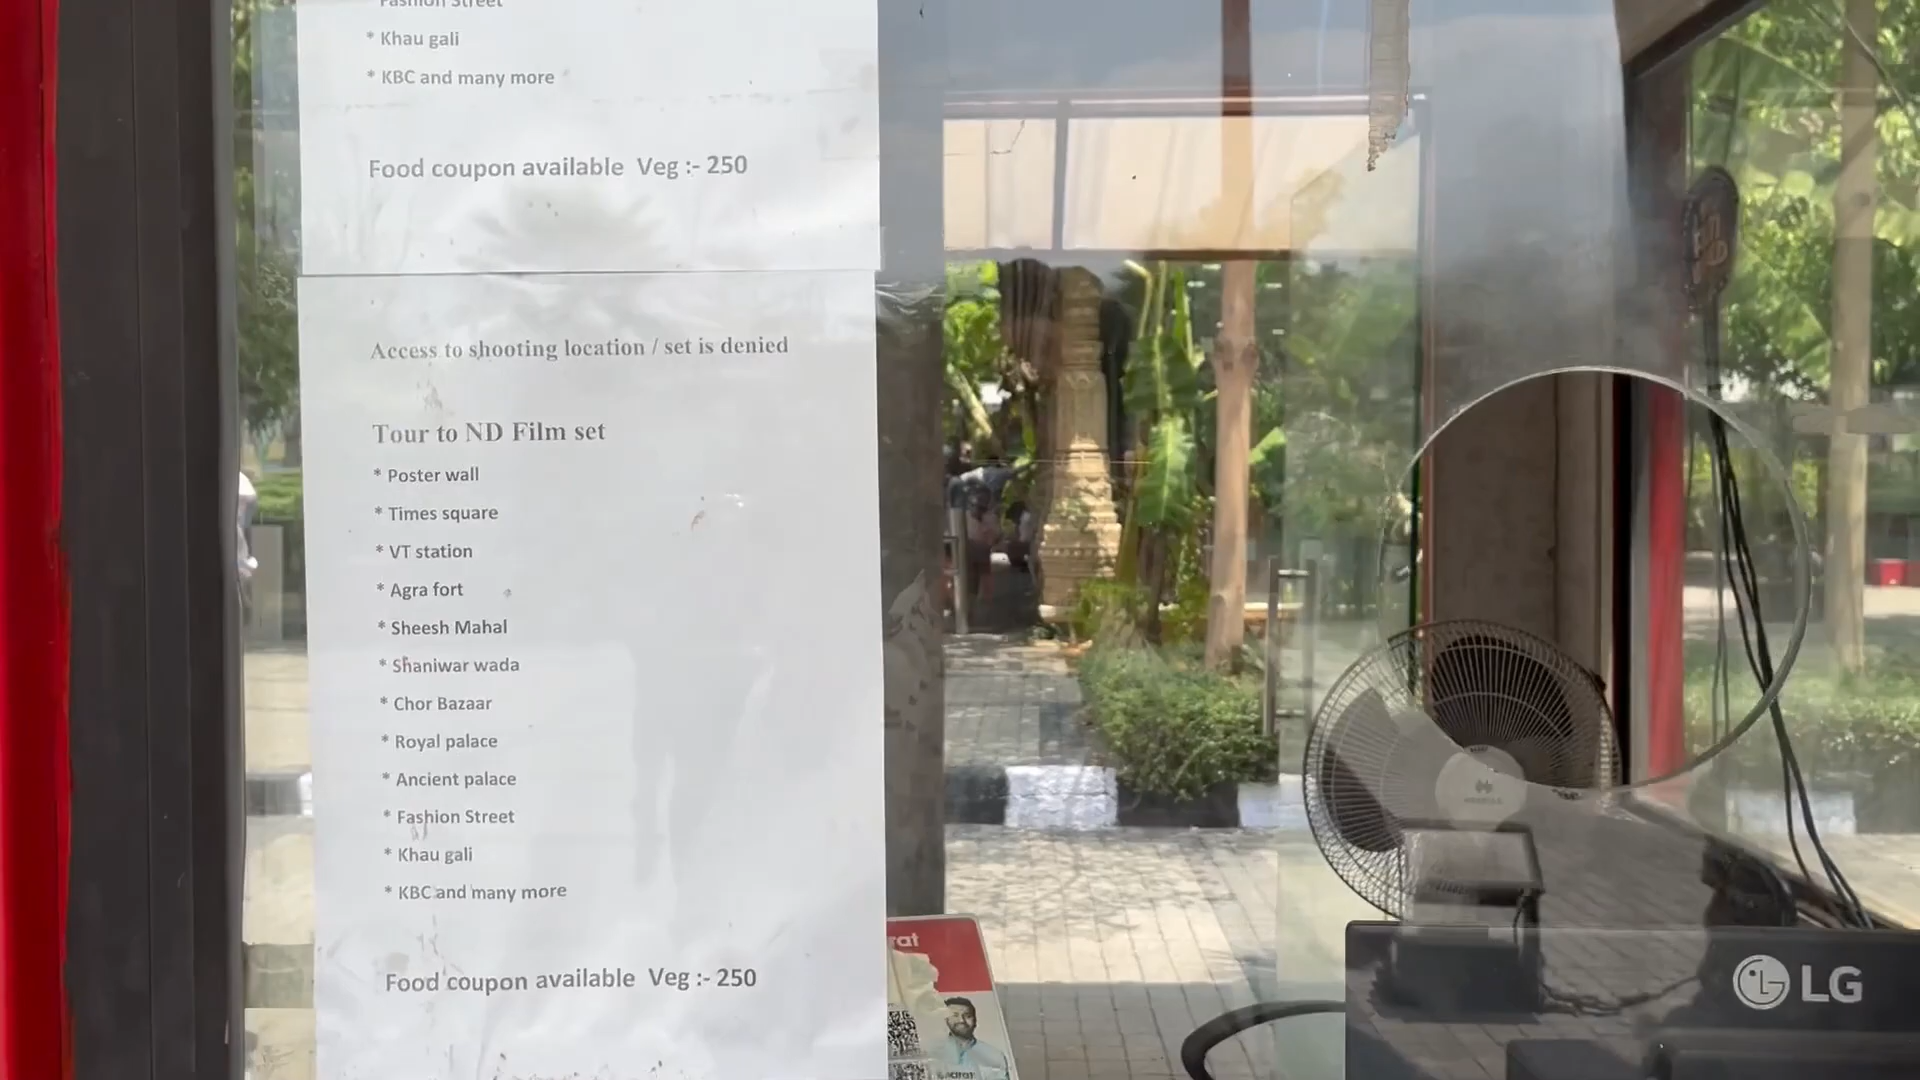 Fashion Street
* Khau gali
* KBC and many more
Food coupon available Veg :- 250
Access to shooting location / set is denied
Tour to ND Film set
* Poster wall
* Times square
* VT station
* Agra fort
* Sheesh Mahal
* Shaniwar wada
* Chor Bazaar
* Royal palace
* Ancient palace
* Fashion Street
* Khau gali
* KBC and many more
Food coupon available Veg :- 250
LG